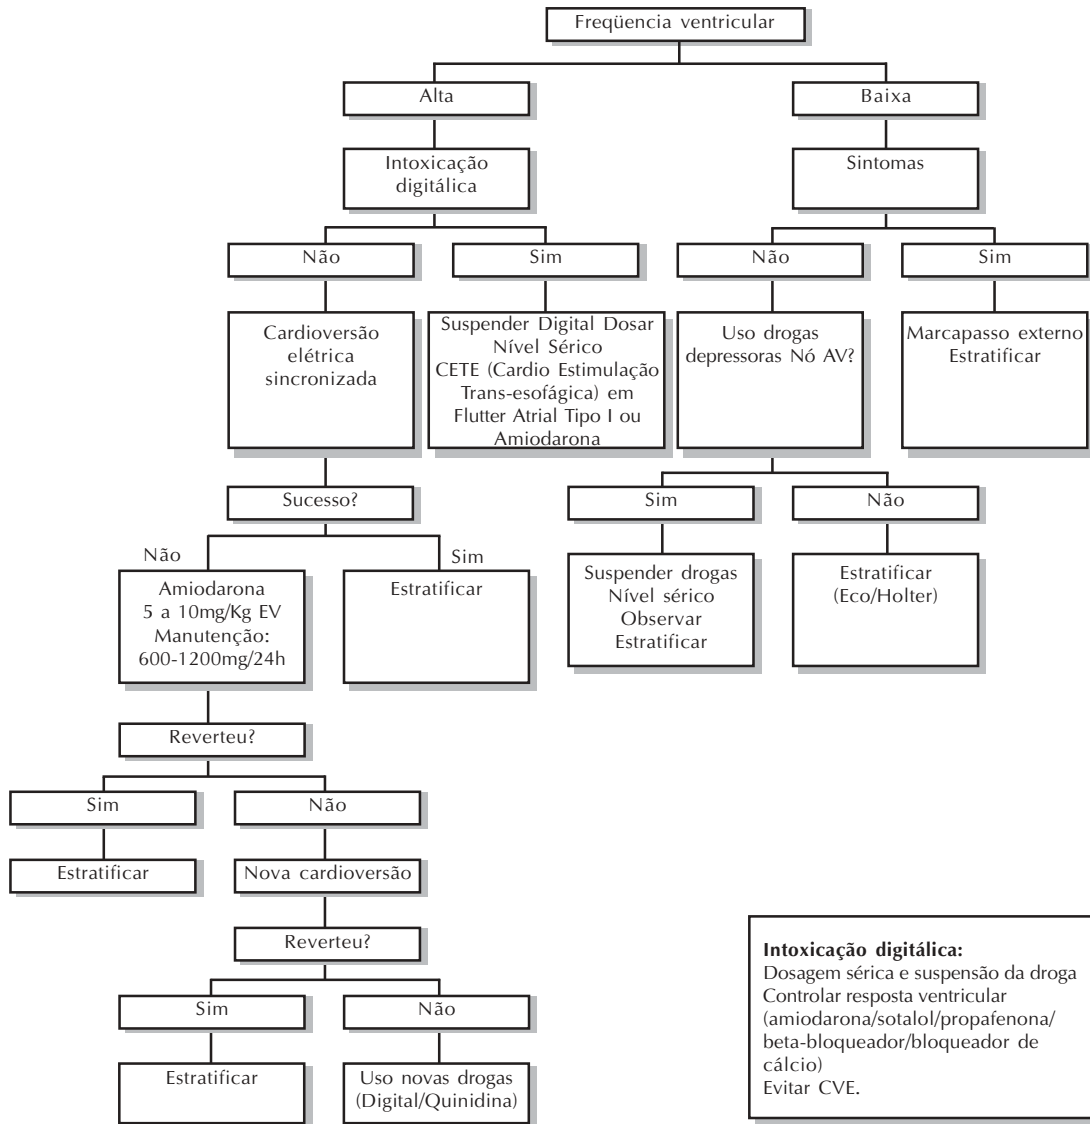 Freqüencia ventricular
Alta
Baixa
Intoxicação
digitálica
Sintomas
Não
Sim
Não
Sim
Cardioversão
elétrica
sincronizada
Suspender Digital Dosar
Nível Sérico
CETE (Cardio Estimulação
Trans-esofágica) em
Flutter Atrial Tipo I ou
Amiodarona
Uso drogas
depressoras Nó AV?
Marcapasso externo
Estratificar
Sucesso?
Sim
Não
Não
Sim
Amiodarona
5 a 10mg/Kg EV
Manutenção:
600-1200mg/24h
Estratificar
Suspender drogas
Nível sérico
Observar
Estratificar
Estratificar
(Eco/Holter)
Reverteu?
Sim
Não
Estratificar
Nova cardioversão
Reverteu?
Sim
Não
Estratificar
Uso novas drogas
(Digital/Quinidina)
Intoxicação digitálica:
Dosagem sérica e suspensão da droga
Controlar resposta ventricular
(amiodarona/sotalol/propafenona/
beta-bloqueador/bloqueador de
cálcio)
Evitar CVE.